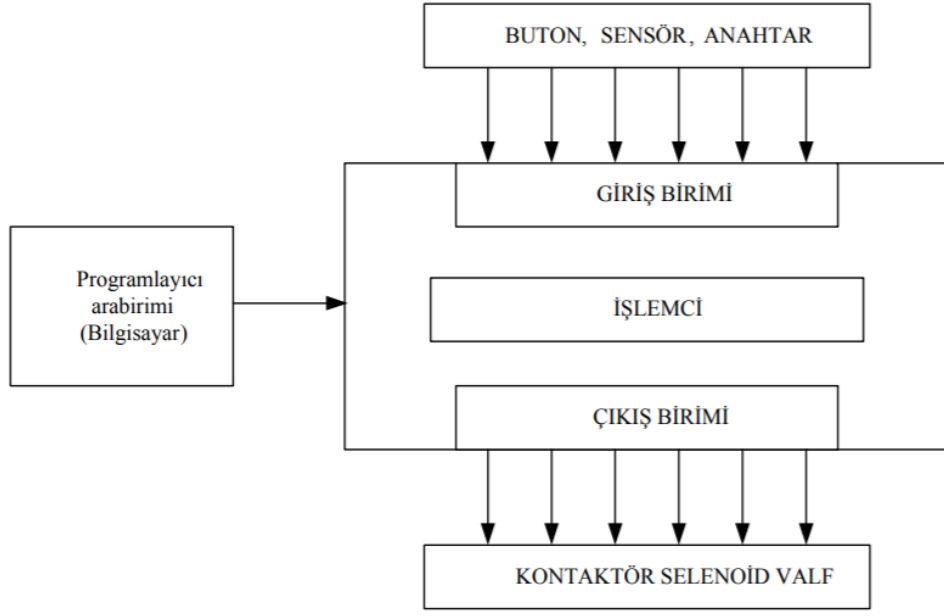 BUTON, SENSÖR, ANAHTAR
GİRİŞ BİRİMİ
Programlayıcı
arabirimi
(Bilgisayar)
İŞLEMCİ
ÇIKIŞ BİRİMİ
KONTAKTÖR SELENOİD VALF